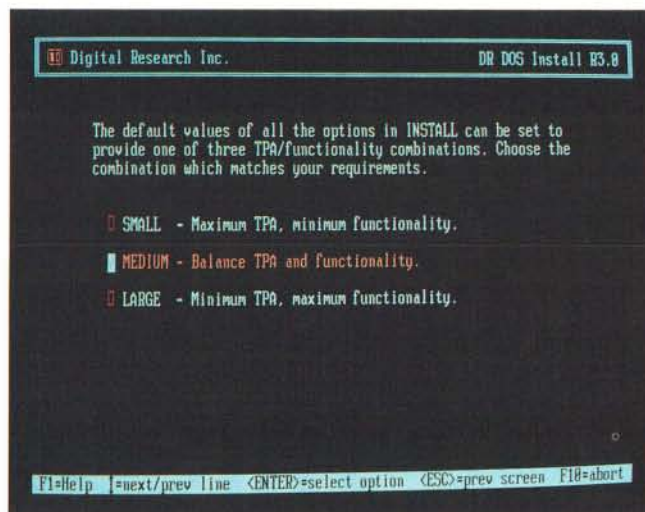 Digital Research Inc. DR DOS Install R3.0
The default values of all the options in INSTALL can be set to
provide one of three TPA/functionality combinations. Choose the
combination which matches your requirements.
SMALL - Maximum TPA, minimum functionality.
MEDIUM - Balance TPA and functionality.
LARGE - Minimum TPA, maximum functionality.
F1=Help =next/prev line <ENTER>=select option <ESC>=prev screen F10=abort